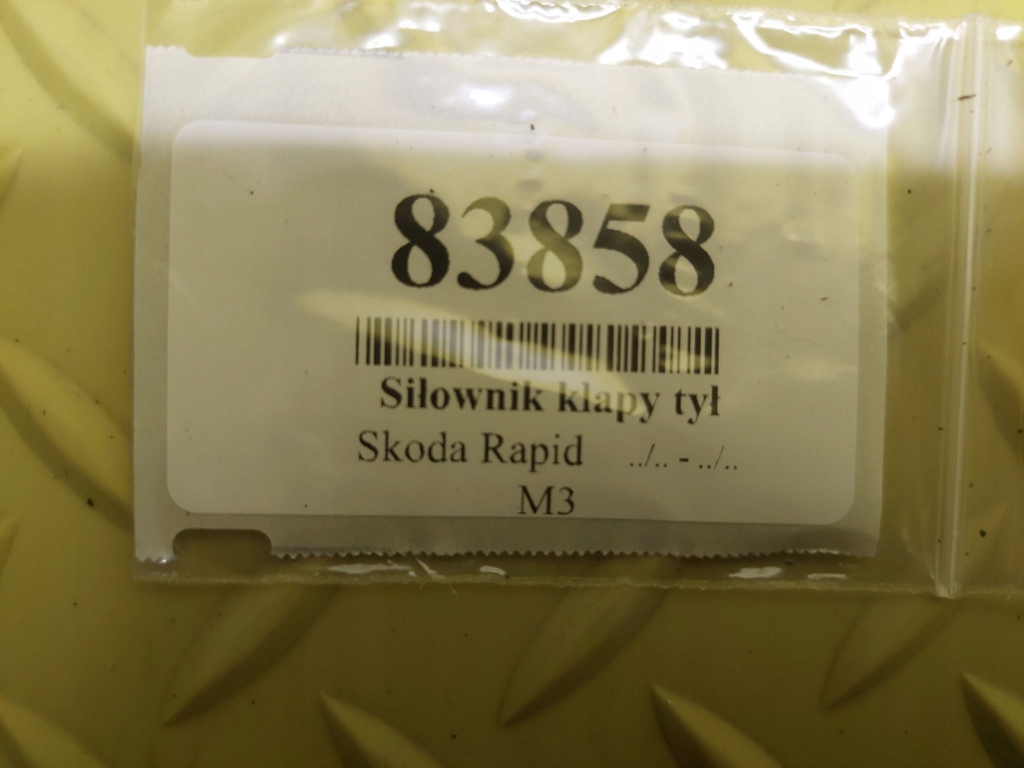 83858
Siłownik klapy tył
Skoda Rapid ../.. - ../..
M3